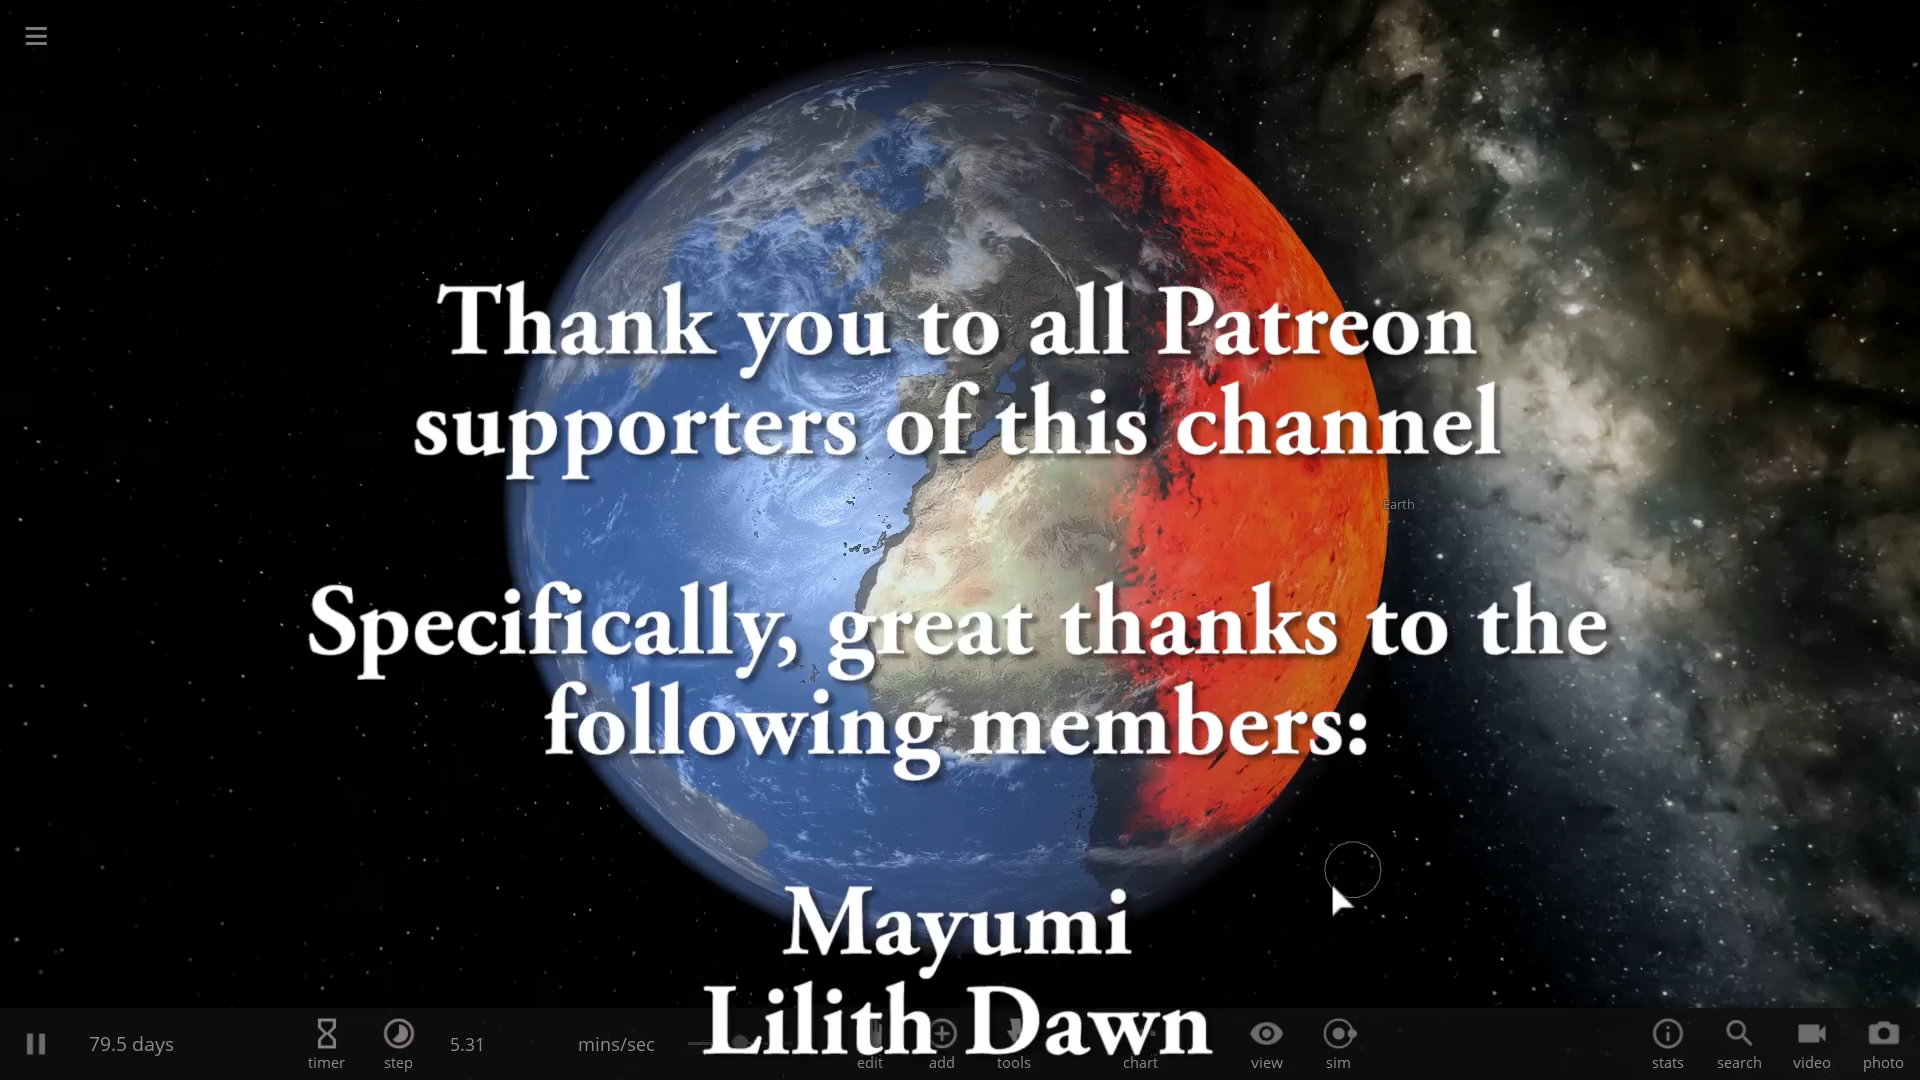 Thank you to all Patreon
supporters of this channel
Earth
Specifically, great thanks to the
following members:
Mayumi
Lilith Dawn
79.5 days
timer
step
5.31
mins/sec
edit
add
tools
chart
view
sim
stats
search
video
photo